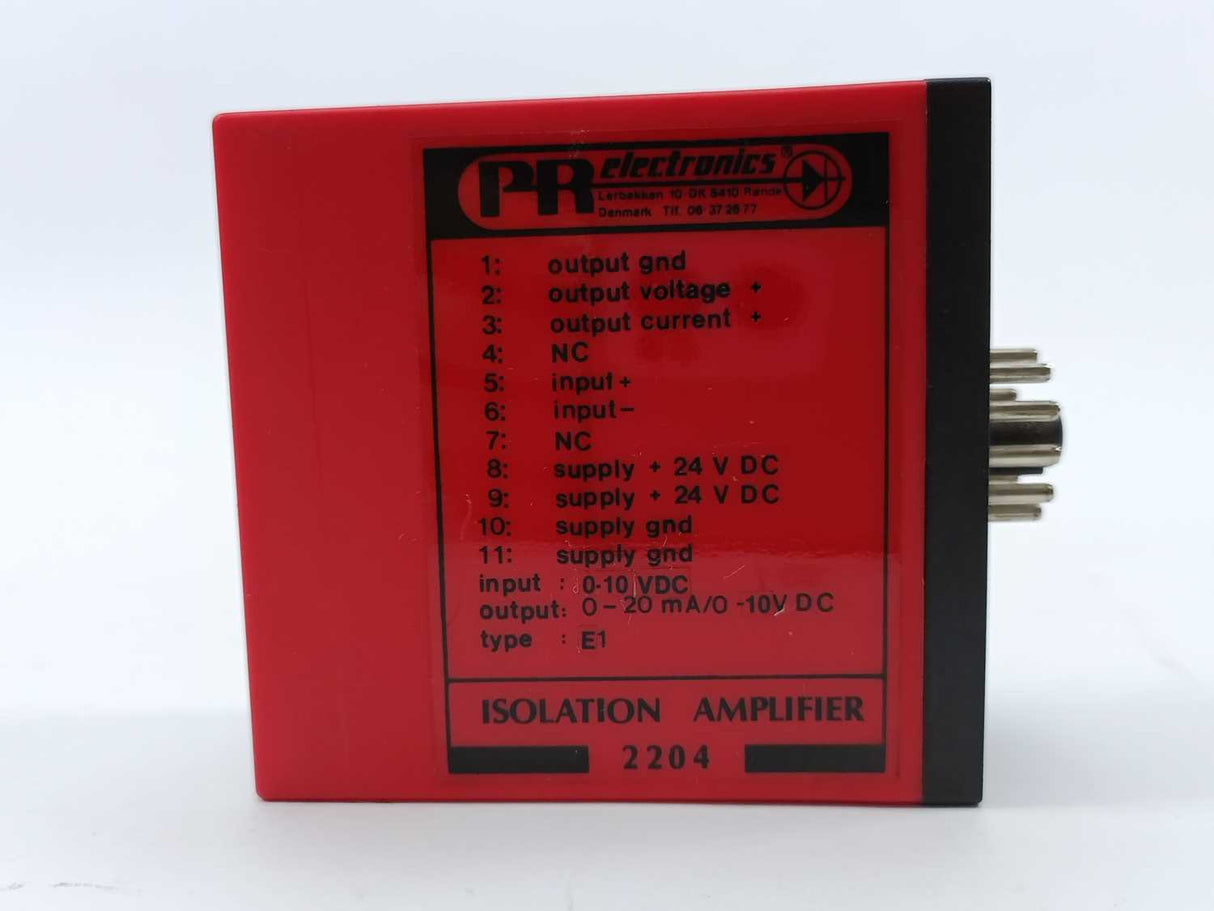 PR electronics®
Lerbakken 10 DK 8410 Rønde
Denmark Tlf. 06 37 26 77
1: output gnd
2: output voltage +
3: output current +
4: NC
5: input +
6: input -
7: NC
8: supply + 24 V DC
9: supply + 24 V DC
10: supply gnd
11: supply gnd
input : 0-10 VDC
output: 0-20 mA/0-10V DC
type : E1
ISOLATION AMPLIFIER
2204